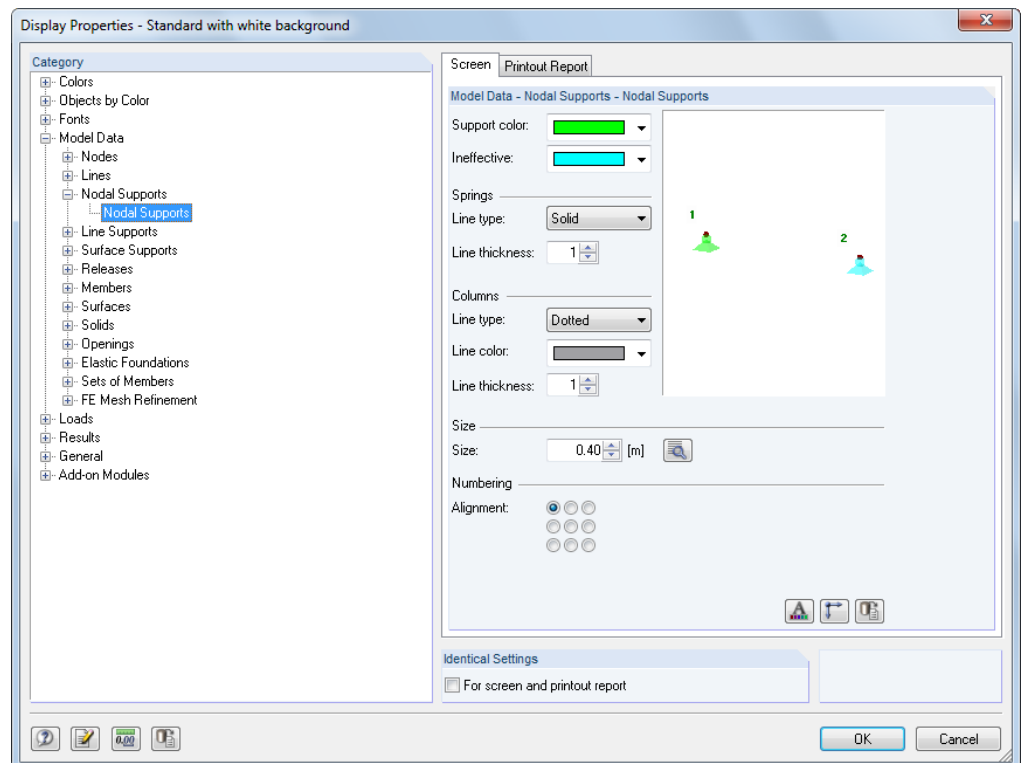 Display Properties - Standard with white background
Category
Colors
Objects by Color
Fonts
Model Data
Nodes
Lines
Nodal Supports
Nodal Supports
Line Supports
Surface Supports
Releases
Members
Surfaces
Solids
Openings
Elastic Foundations
Sets of Members
FE Mesh Refinement
Loads
Results
General
Add-on Modules
Screen Printout Report
Model Data - Nodal Supports - Nodal Supports
Support color:
Ineffective:
Springs
Line type: Solid
Line thickness: 1
Columns
Line type: Dotted
Line color:
Line thickness: 1
1
2
Size
Size: 0.40 [m]
Numbering
Alignment:
A
Identical Settings
For screen and printout report
0.00
OK Cancel